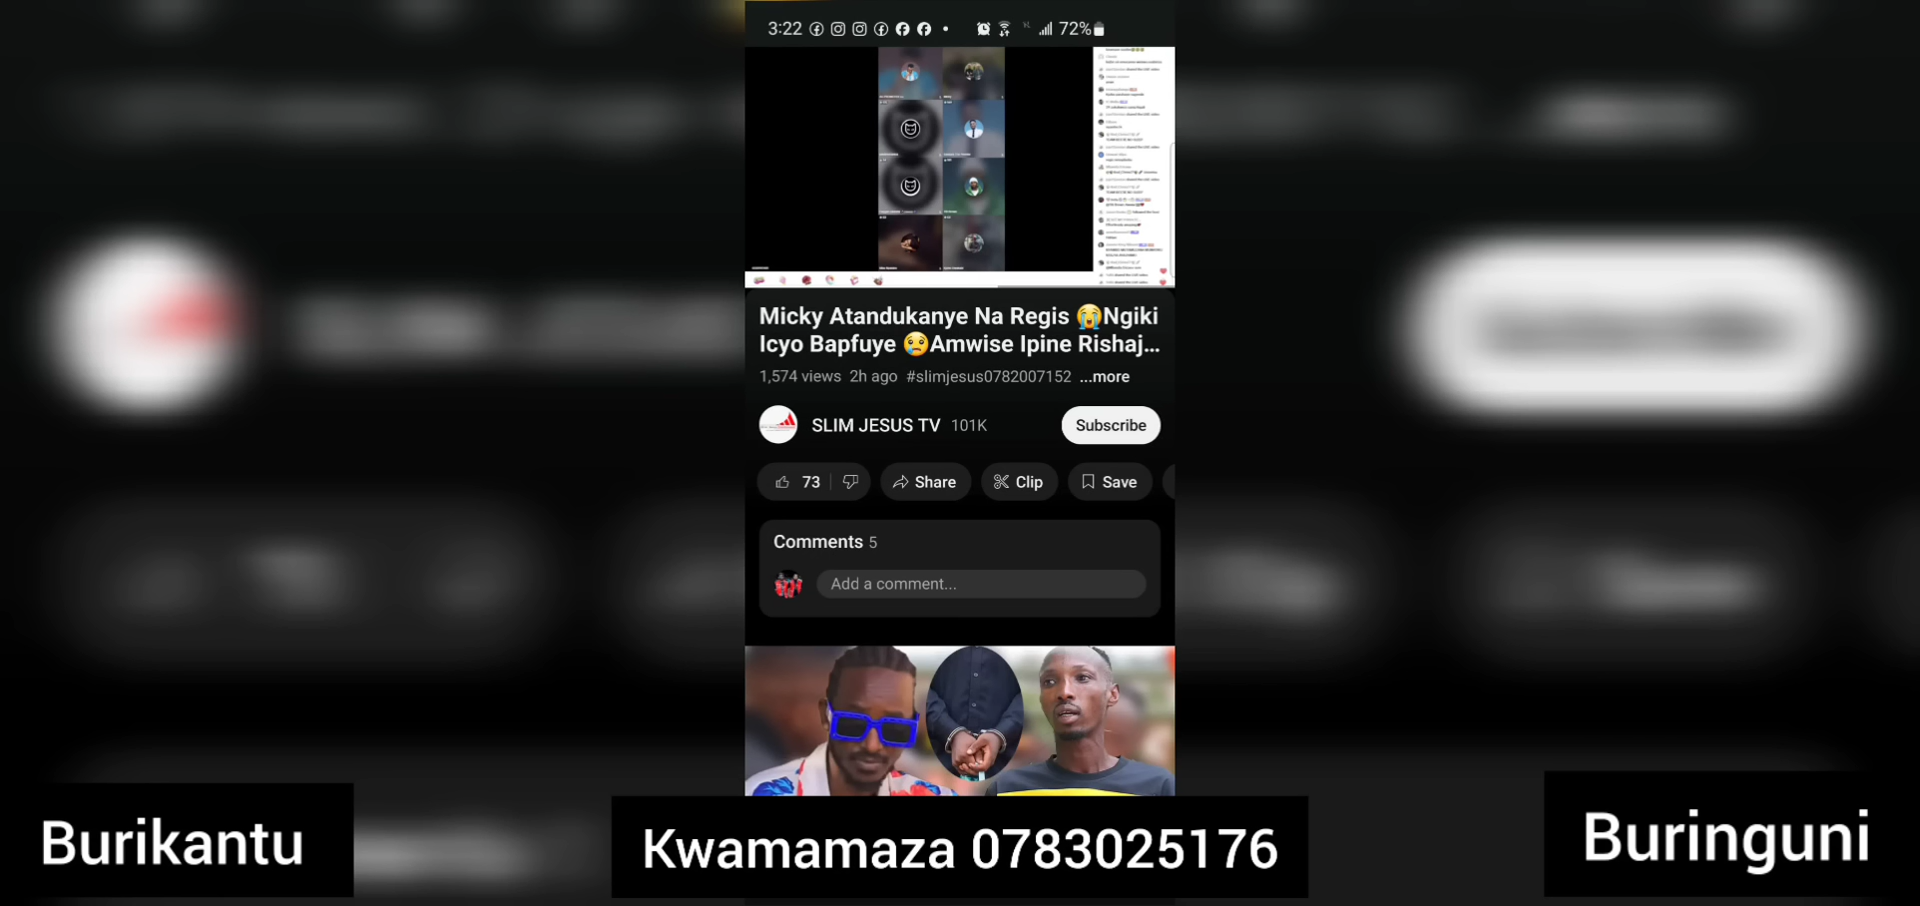 3:22
72%
Micky Atandukanye Na Regis 😭Ngiki
Icyo Bapfuye 😢Amwise Ipine Rishaj...
1,574 views 2h ago #slimjesus0782007152 ...more
SLIM JESUS TV 101K
Subscribe
73
Share
Clip
Save
Comments 5
Add a comment...
Burikantu
Kwamamaza 0783025176
Buringuni